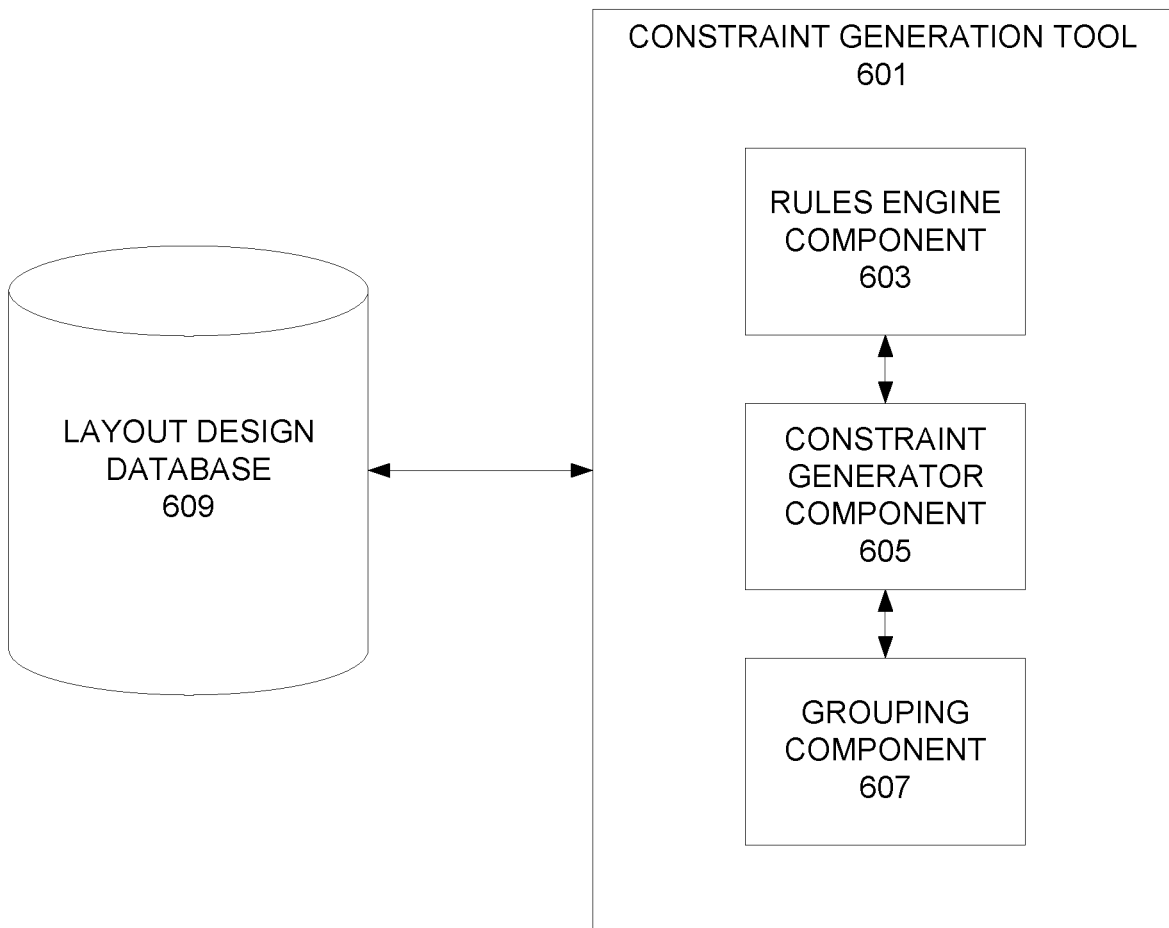 CONSTRAINT GENERATION TOOL
601
RULES ENGINE
COMPONENT
603
LAYOUT DESIGN
DATABASE
609
CONSTRAINT
GENERATOR
COMPONENT
605
GROUPING
COMPONENT
607